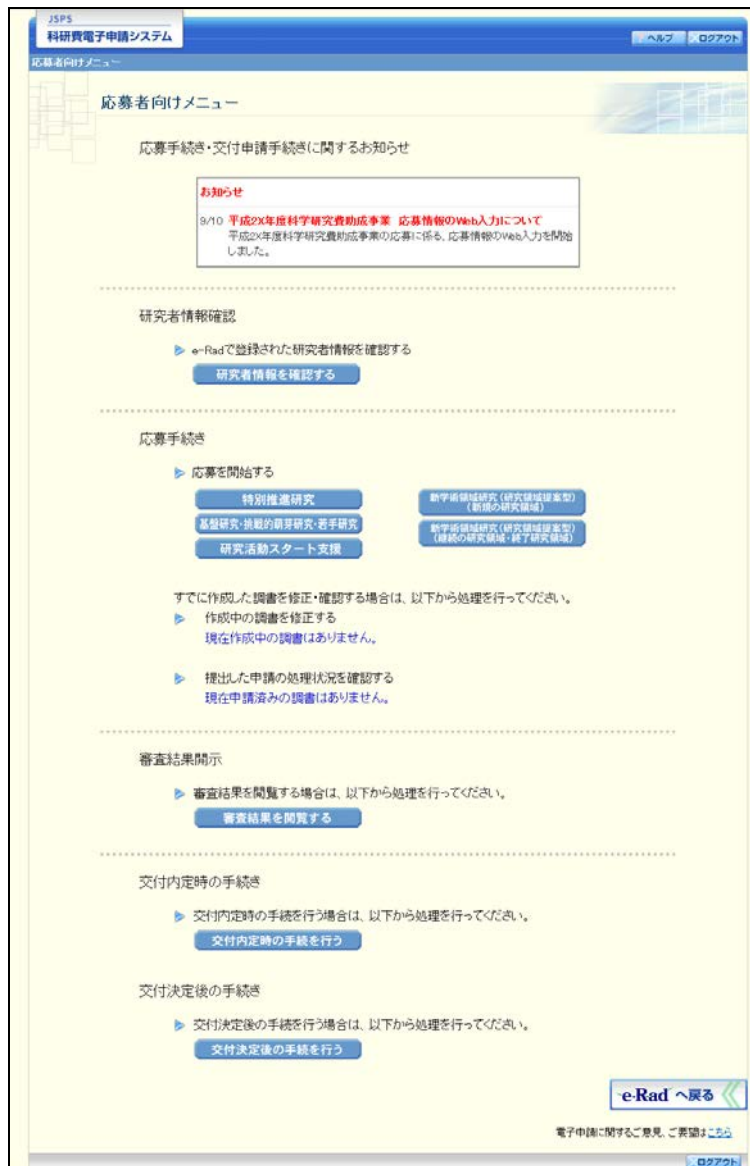 JSPS
科研費電子申請システム
ヘルプ ログアウト
応募者向けメニュー
応募者向けメニュー
応募手続き・交付申請手続きに関するお知らせ
お知らせ
9/10 平成2X年度科学研究費助成事業 応募情報のWeb入力について
平成2X年度科学研究費助成事業の応募に係る、応募情報のWeb入力を開始
しました。
研究者情報確認
e-Radで登録された研究者情報を確認する
研究者情報を確認する
応募手続き
応募を開始する
特別推進研究
新学術領域研究（研究領域提案型）
（新規の研究領域）
基盤研究・挑戦的萌芽研究・若手研究
新学術領域研究（研究領域提案型）
（継続の研究領域・終了研究領域）
研究活動スタート支援
すでに作成した調書を修正・確認する場合は、以下から処理を行ってください。
作成中の調書を修正する
現在作成中の調書はありません。
提出した申請の処理状況を確認する
現在申請済みの調書はありません。
審査結果開示
審査結果を閲覧する場合は、以下から処理を行ってください。
審査結果を閲覧する
交付内定時の手続き
交付内定時の手続を行う場合は、以下から処理を行ってください。
交付内定時の手続を行う
交付決定後の手続き
交付決定後の手続を行う場合は、以下から処理を行ってください。
交付決定後の手続を行う
e-Rad へ戻る
電子申請に関するご意見、ご要望はこちら
ログアウト